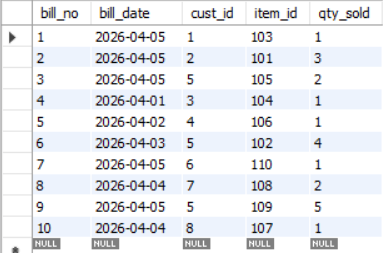 bill_no bill_date cust_id item_id qty_sold
1 2026-04-05 1 103 1
2 2026-04-05 2 101 3
3 2026-04-05 5 105 2
4 2026-04-01 3 104 1
5 2026-04-02 4 106 1
6 2026-04-03 5 102 4
7 2026-04-05 6 110 1
8 2026-04-04 7 108 2
9 2026-04-05 5 109 5
10 2026-04-04 8 107 1
NULL NULL NULL NULL NULL